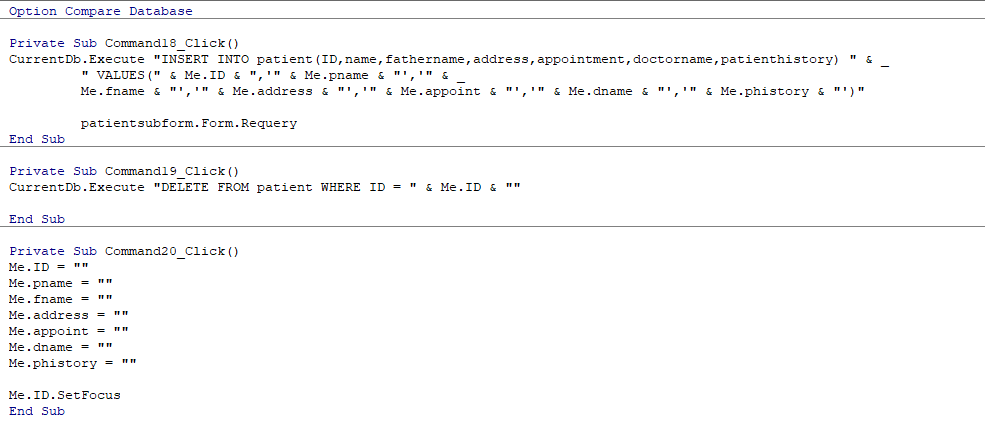 Option Compare Database
Private Sub Command18_Click()
CurrentDb.Execute "INSERT INTO patient(ID,name,fathername,address,appointment,doctorname,patienthistory) " & _
" VALUES(" & Me.ID & ",'" & Me.pname & "','" & _
Me.fname & "','" & Me.address & "','" & Me.appoint & "','" & Me.dname & "','" & Me.phistory & "')"
patientsubform.Form.Requery
End Sub
Private Sub Command19_Click()
CurrentDb.Execute "DELETE FROM patient WHERE ID = " & Me.ID & ""
End Sub
Private Sub Command20_Click()
Me.ID = ""
Me.pname = ""
Me.fname = ""
Me.address = ""
Me.appoint = ""
Me.dname = ""
Me.phistory = ""
Me.ID.SetFocus
End Sub